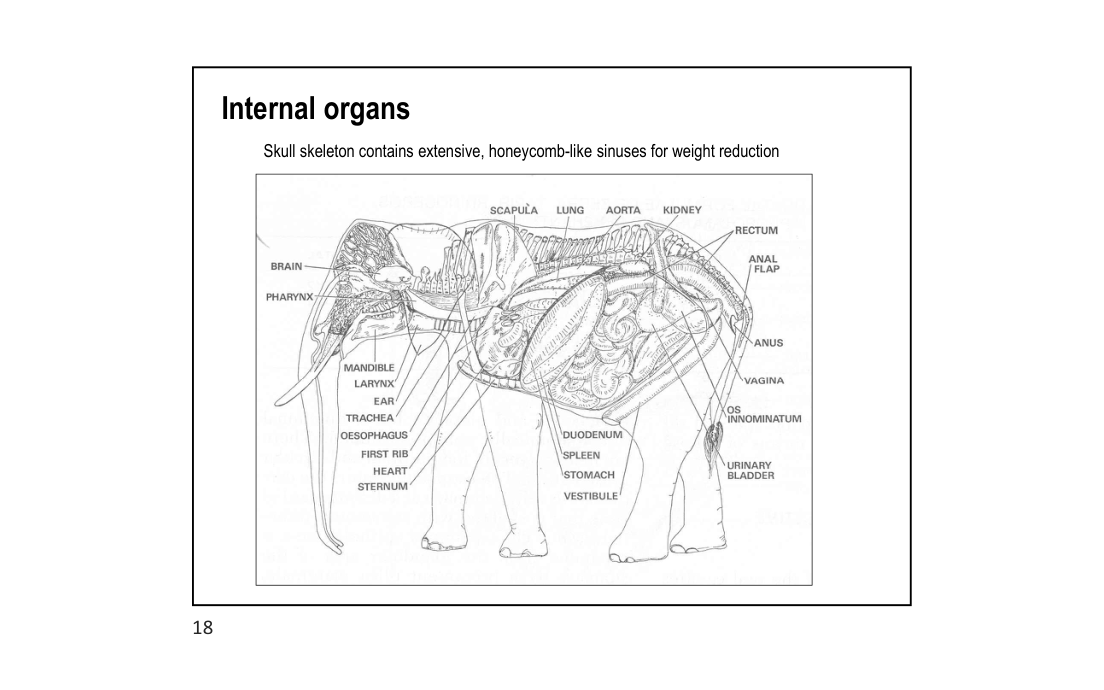 Internal organs
Skull skeleton contains extensive, honeycomb-like sinuses for weight reduction
SCAPULA LUNG AORTA KIDNEY
RECTUM
ANAL
FLAP
BRAIN
PHARYNX
ANUS
MANDIBLE
LARYNX
VAGINA
EAR
TRACHEA
OS
INNOMINATUM
OESOPHAGUS
DUODENUM
FIRST RIB
SPLEEN
HEART
STOMACH
URINARY
BLADDER
STERNUM
VESTIBULE
18